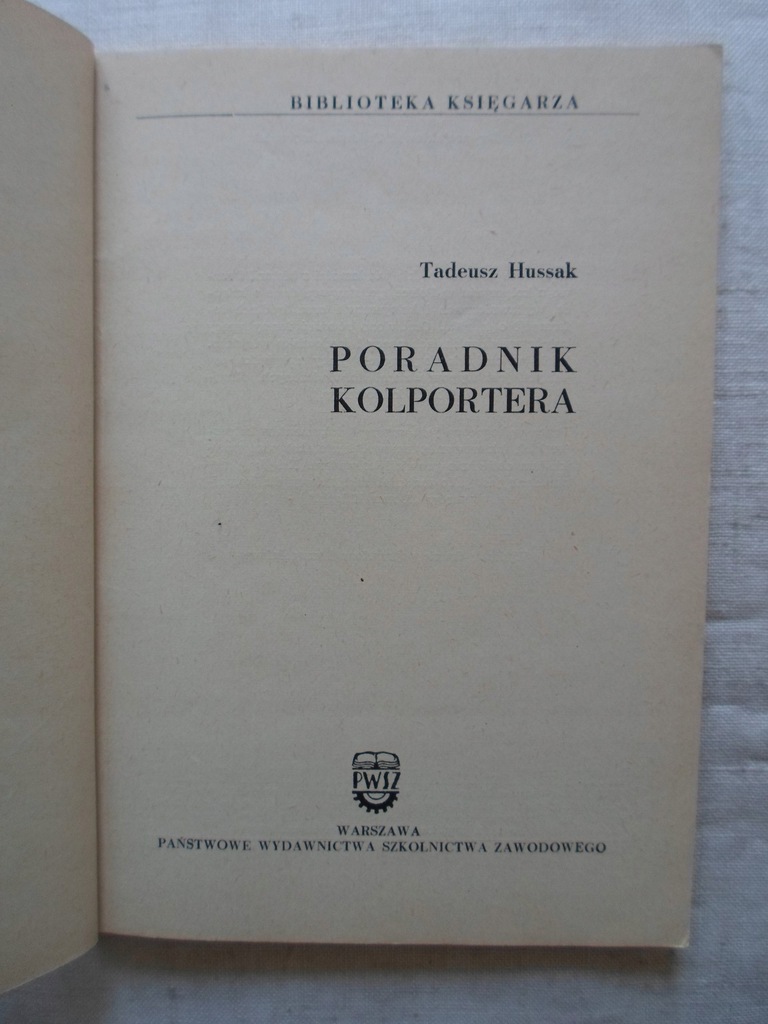 BIBLIOTEKA KSIĘGARZA
Tadeusz Hussak
PORADNIK
KOLPORTERA
PWSZ
WARSZAWA
PAŃSTWOWE WYDAWNICTWA SZKOLNICTWA ZAWODOWEGO